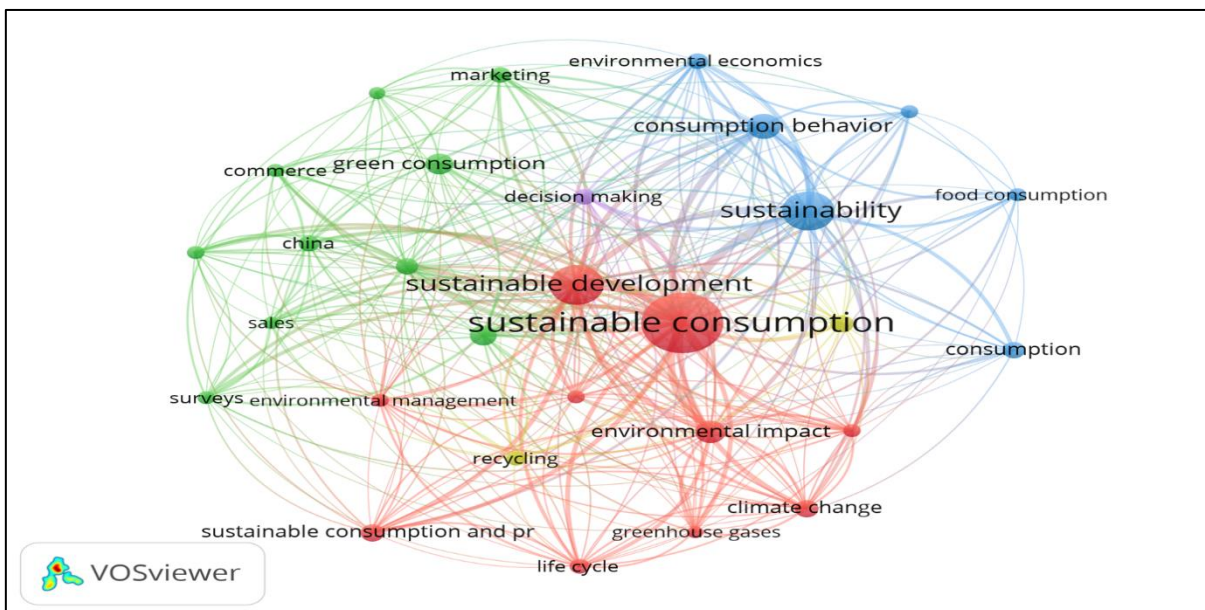 environmental economics
marketing
consumption behavior
green consumption
commerce
decision making
food consumption
sustainability
china
sustainable development
sustainable consumption
sales
consumption
surveys
environmental management
environmental impact
recycling
climate change
sustainable consumption and pr
greenhouse gases
life cycle
VOSviewer